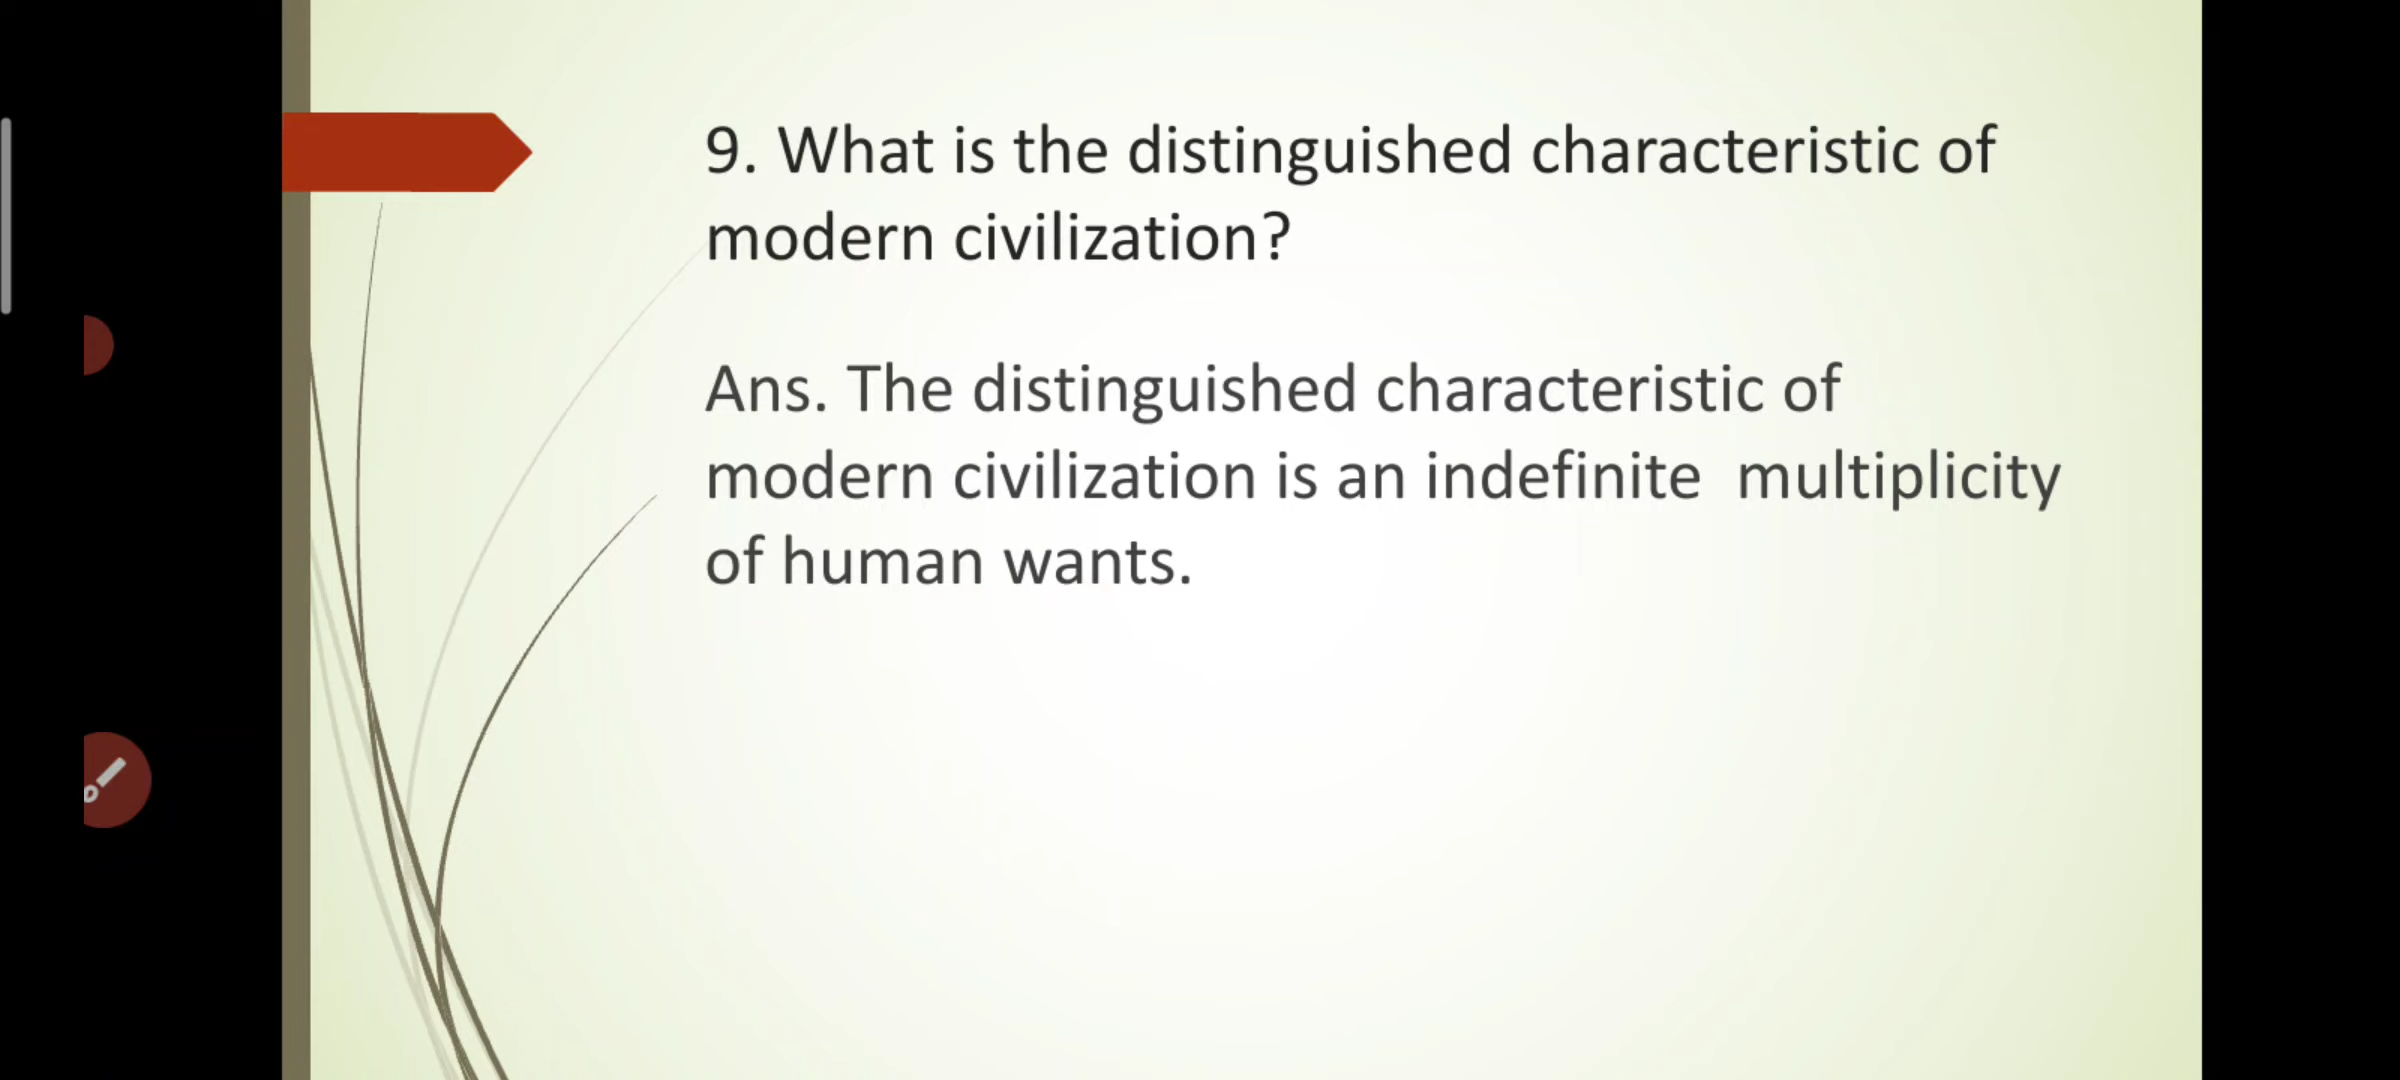 9. What is the distinguished characteristic of
modern civilization?
Ans. The distinguished characteristic of
modern civilization is an indefinite  multiplicity
of human wants.